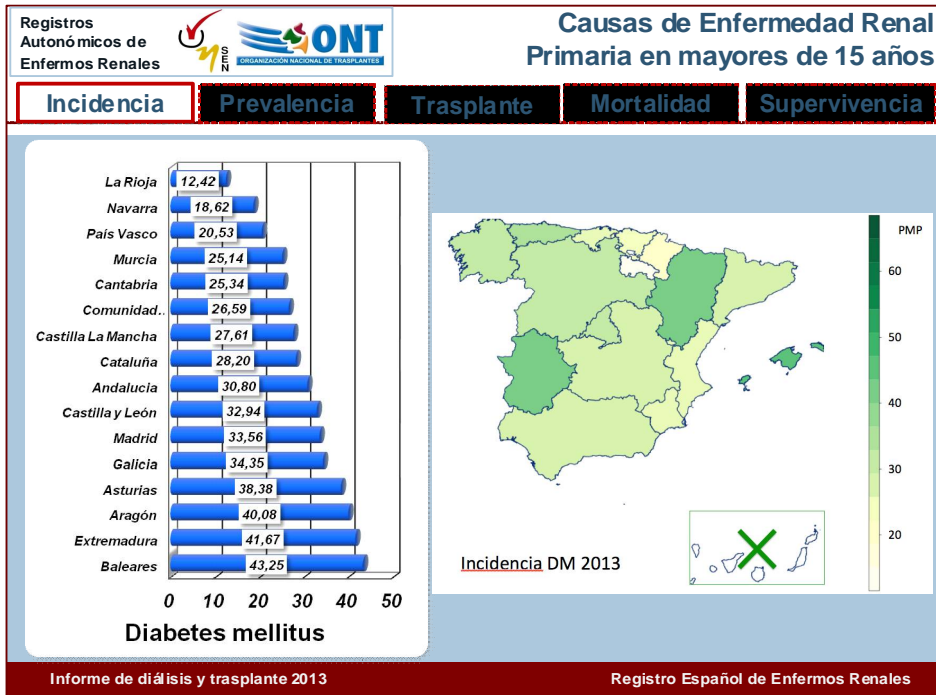 Registros
Autonómicos de
Enfermos Renales
SEN
ONT
ORGANIZACIÓN NACIONAL DE TRASPLANTES
Causas de Enfermedad Renal
Primaria en mayores de 15 años
Incidencia
Prevalencia
Trasplante
Mortalidad
Supervivencia
La Rioja 12,42
Navarra 18,62
País Vasco 20,53
Murcia 25,14
Cantabria 25,34
Comunidad.. 26,59
Castilla La Mancha 27,61
Cataluña 28,20
Andalucia 30,80
Castilla y León 32,94
Madrid 33,56
Galicia 34,35
Asturias 38,38
Aragón 40,08
Extremadura 41,67
Baleares 43,25
0 10 20 30 40 50
Diabetes mellitus
PMP
60
50
40
30
20
Incidencia DM 2013
Informe de diálisis y trasplante 2013
Registro Español de Enfermos Renales